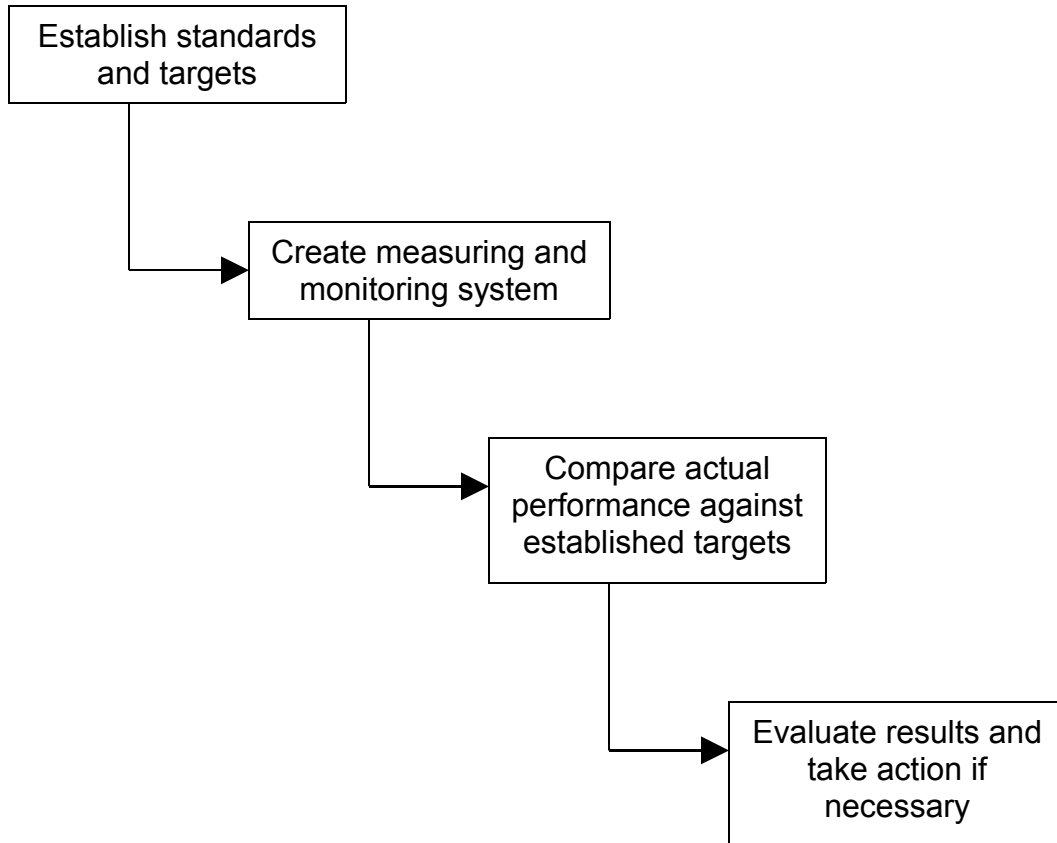 Establish standards
and targets
Create measuring and
monitoring system
Compare actual
performance against
established targets
Evaluate results and
take action if
necessary